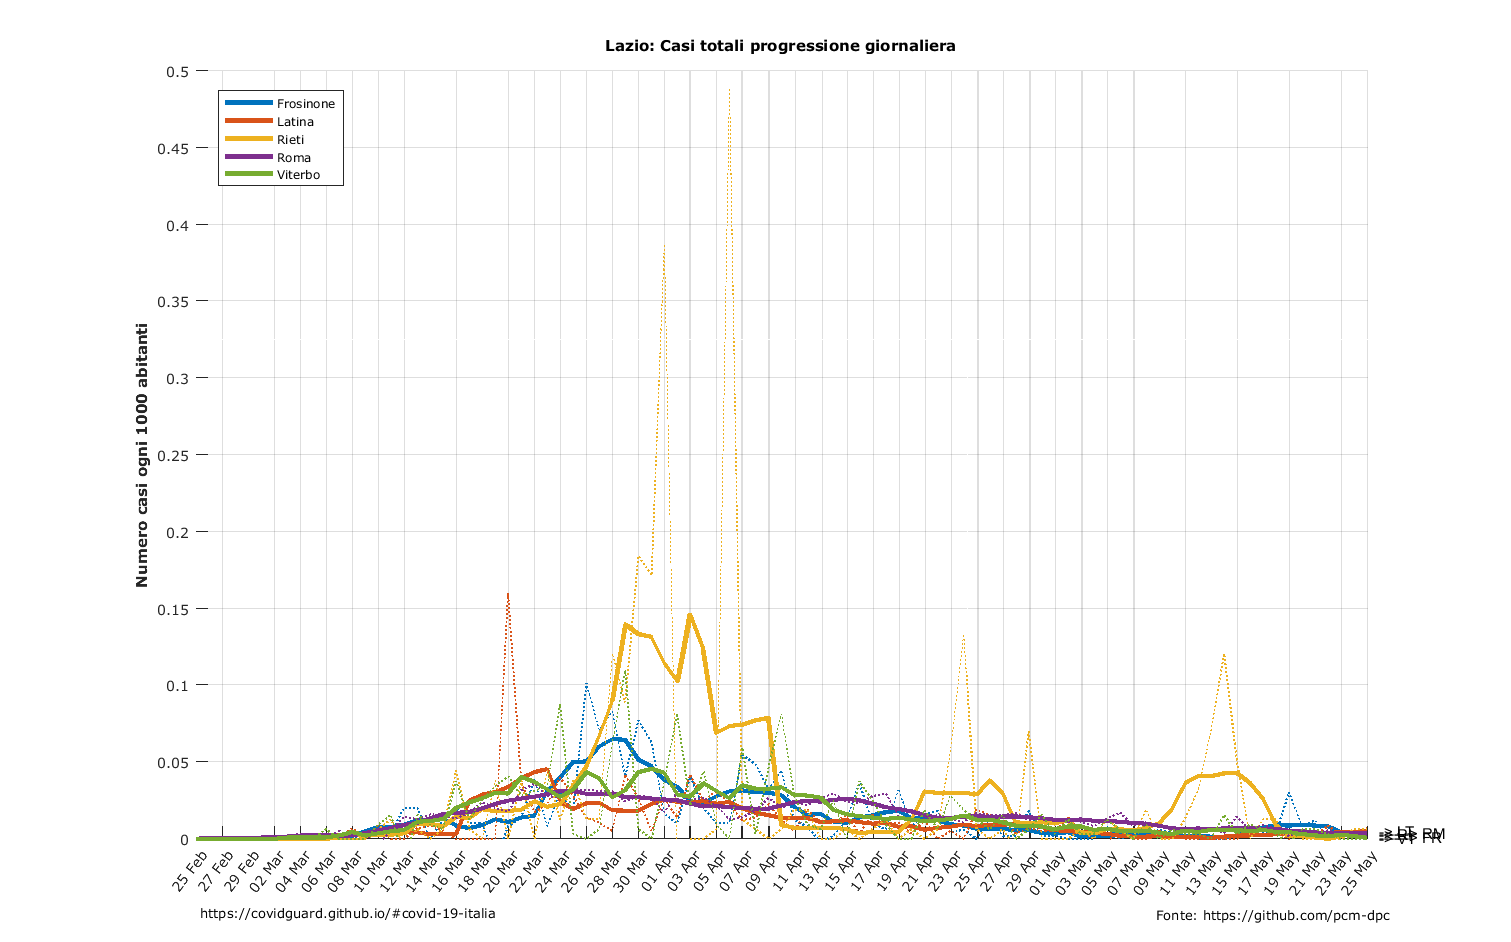 Lazio: Casi totali progressione giornaliera
Numero casi ogni 1000 abitanti
0.5
0.45
0.4
0.35
0.3
0.25
0.2
0.15
0.1
0.05
0
Frosinone
Latina
Rieti
Roma
Viterbo
25 Feb
27 Feb
29 Feb
02 Mar
04 Mar
06 Mar
08 Mar
10 Mar
12 Mar
14 Mar
16 Mar
18 Mar
20 Mar
22 Mar
24 Mar
26 Mar
28 Mar
30 Mar
01 Apr
03 Apr
05 Apr
07 Apr
09 Apr
11 Apr
13 Apr
15 Apr
17 Apr
19 Apr
21 Apr
23 Apr
25 Apr
27 Apr
29 Apr
01 May
03 May
05 May
07 May
09 May
11 May
13 May
15 May
17 May
19 May
21 May
23 May
25 May
LT
RM
VT FR
https://covidguard.github.io/#covid-19-italia
Fonte: https://github.com/pcm-dpc